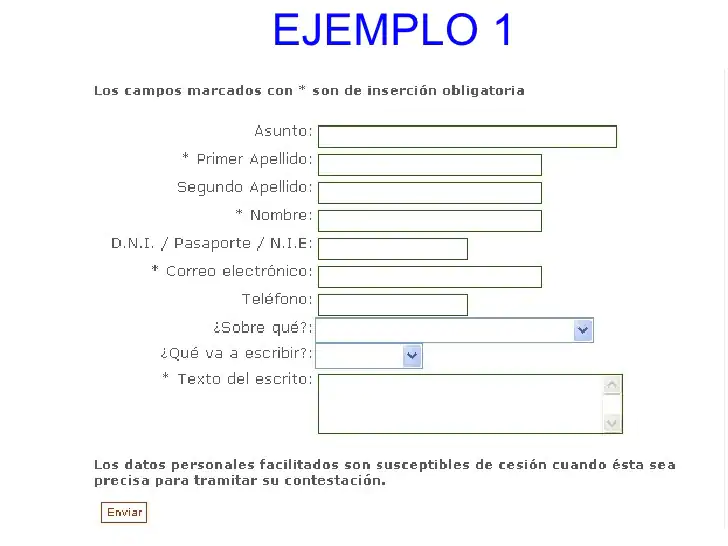 EJEMPLO 1
Los campos marcados con * son de inserción obligatoria
Asunto:
* Primer Apellido:
Segundo Apellido:
* Nombre:
D.N.I. / Pasaporte / N.I.E:
* Correo electrónico:
Teléfono:
¿Sobre qué?:
¿Qué va a escribir?:
* Texto del escrito:
Los datos personales facilitados son susceptibles de cesión cuando ésta sea
precisa para tramitar su contestación.
Enviar